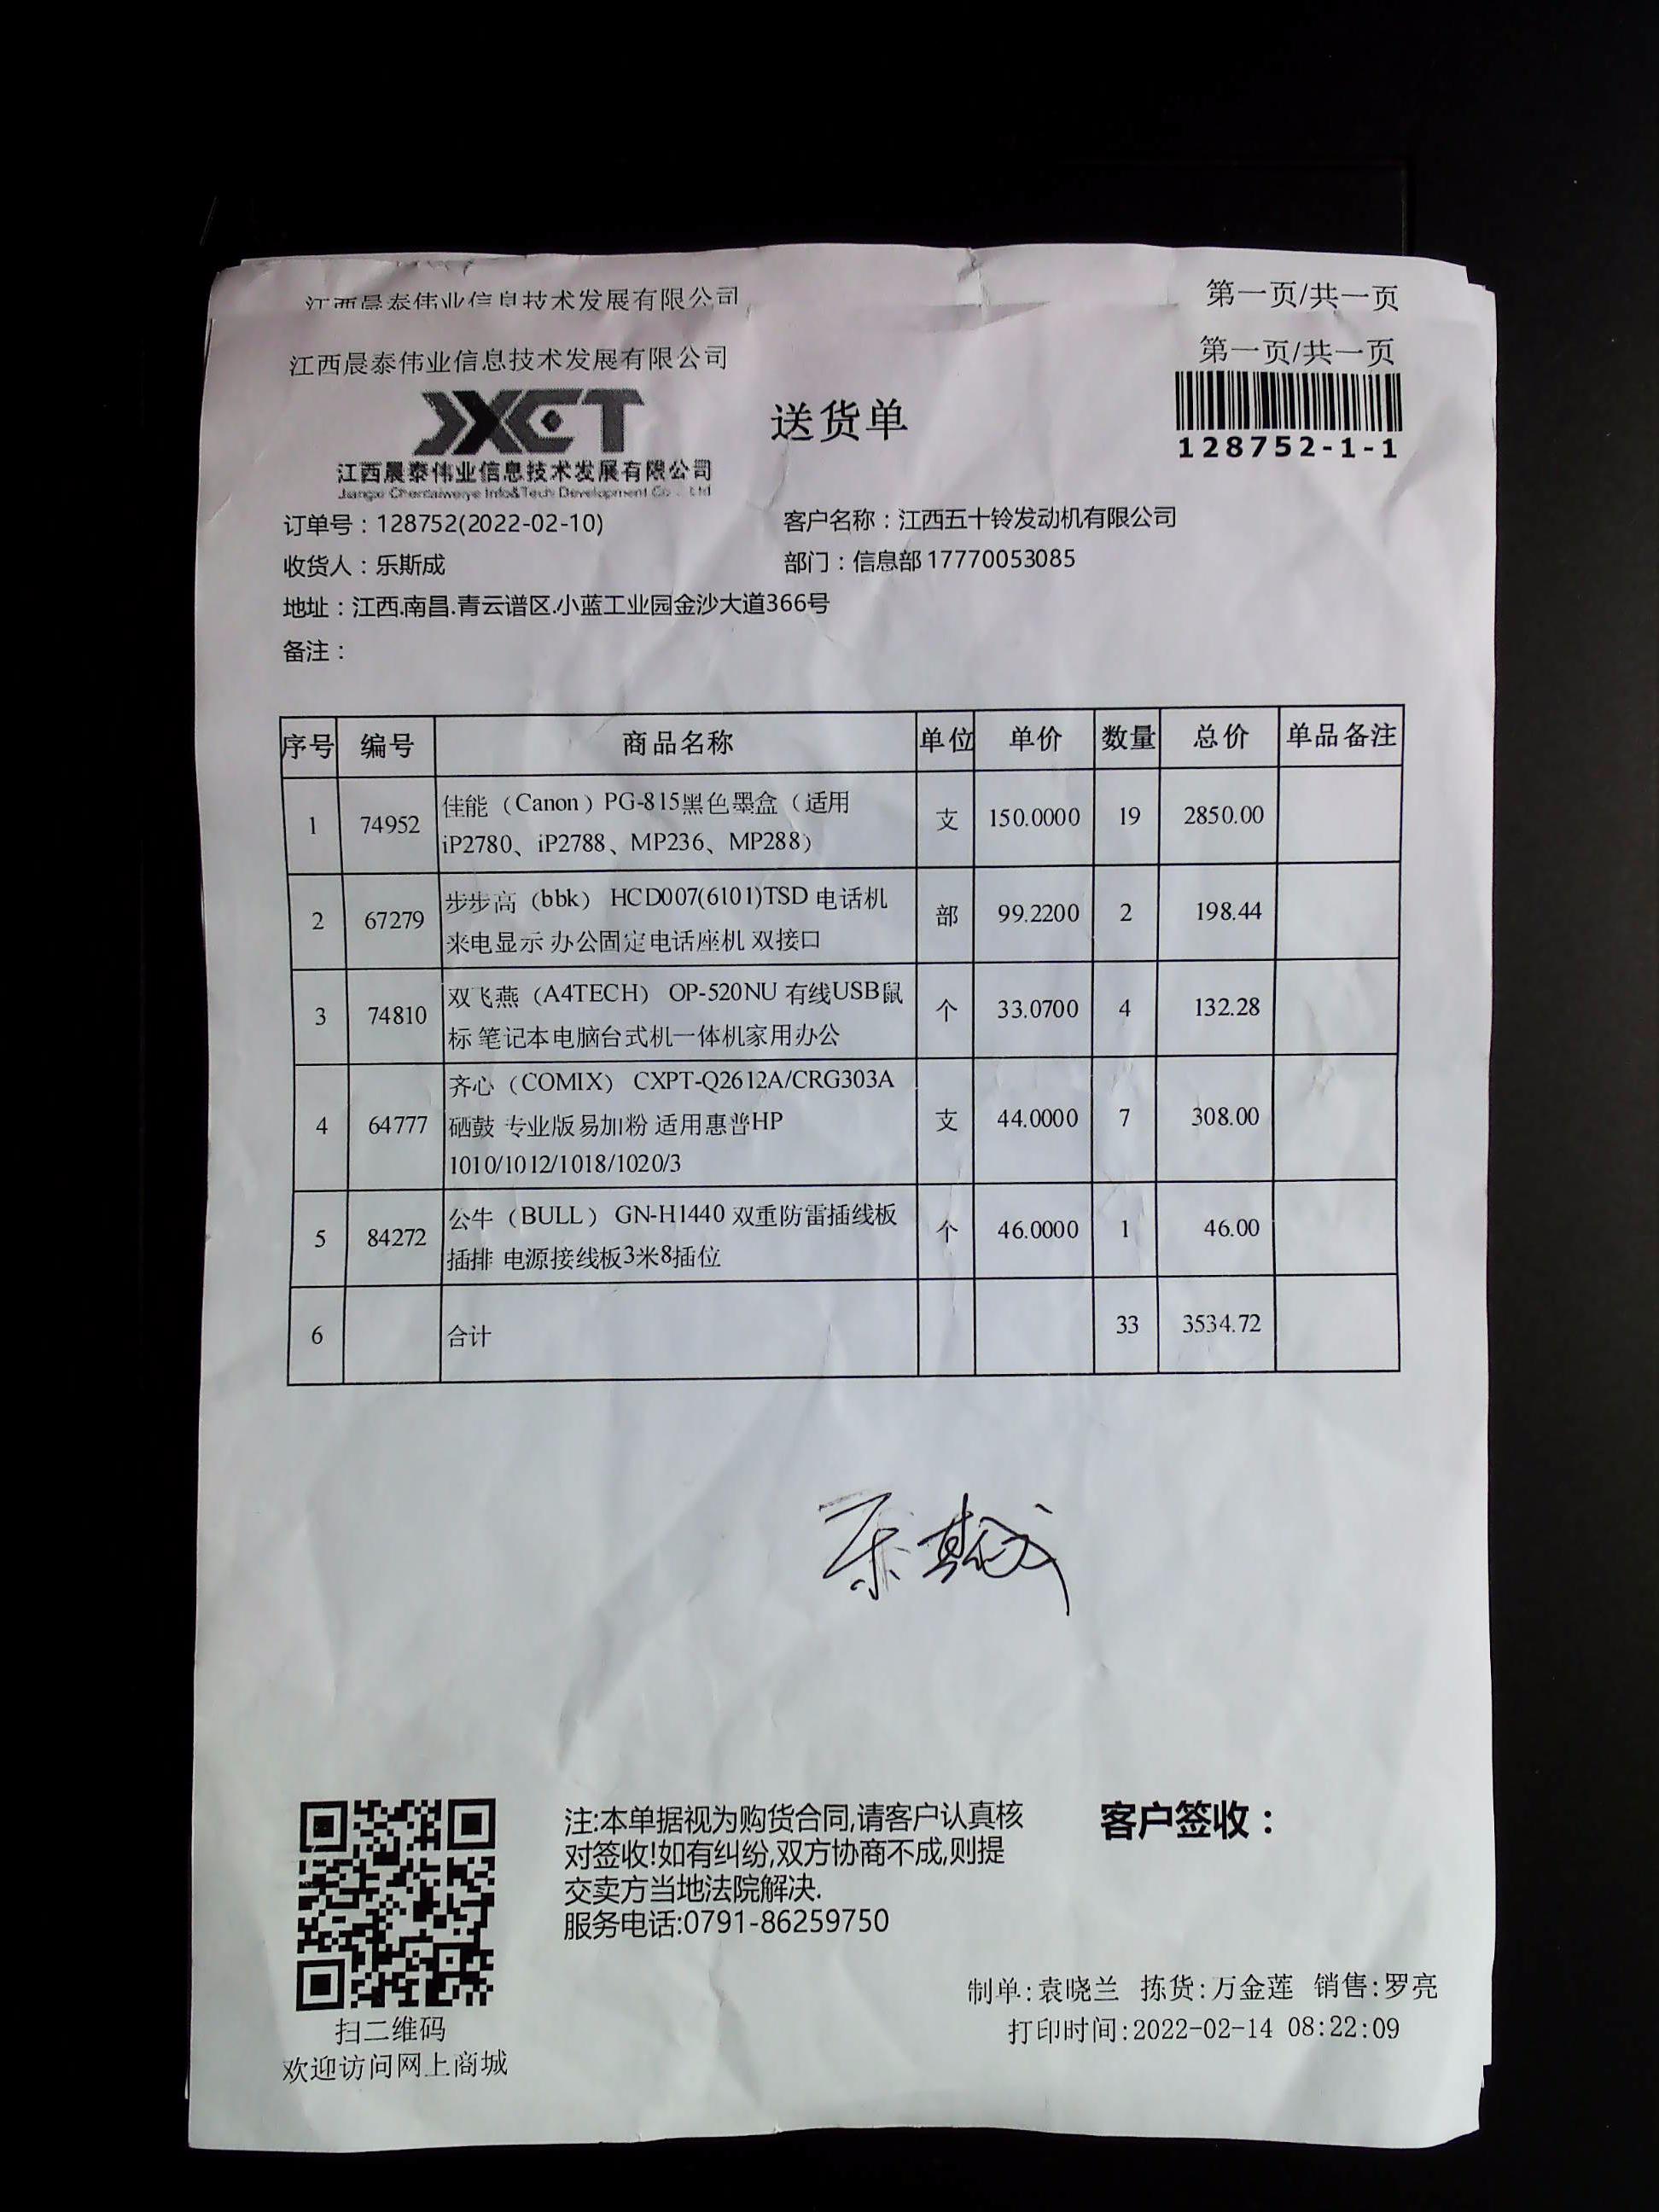 江西晨泰伟业信息技术发展有限公司
第一页/共一页
江西晨泰伟业信息技术发展有限公司
第一页/共一页
JXCT
送货单
128752-1-1
江西晨泰伟业信息技术发展有限公司
Jiangxi Chentaiweiye Info&Tech Development Co., Ltd
订单号：128752(2022-02-10)
客户名称：江西五十铃发动机有限公司
收货人：乐斯成
部门：信息部 17770053085
地址：江西.南昌.青云谱区.小蓝工业园金沙大道366号
备注：
序号 编号 商品名称 单位 单价 数量 总价 单品备注
1 74952 佳能（Canon）PG-815黑色墨盒（适用 支 150.0000 19 2850.00
iP2780、iP2788、MP236、MP288）
2 67279 步步高（bbk） HCD007(6101)TSD 电话机 部 99.2200 2 198.44
来电显示 办公固定电话座机 双接口
3 74810 双飞燕（A4TECH） OP-520NU 有线USB鼠 个 33.0700 4 132.28
标 笔记本电脑台式机一体机家用办公
4 64777 齐心（COMIX） CXPT-Q2612A/CRG303A 支 44.0000 7 308.00
硒鼓 专业版易加粉 适用惠普HP
1010/1012/1018/1020/3
5 84272 公牛（BULL） GN-H1440 双重防雷插线板 个 46.0000 1 46.00
插排 电源接线板3米8插位
6 合计 33 3534.72
乐斯成
注:本单据视为购货合同,请客户认真核
对签收!如有纠纷,双方协商不成,则提
交卖方当地法院解决.
服务电话:0791-86259750
客户签收：
扫二维码
欢迎访问网上商城
制单:袁晓兰 拣货:万金莲 销售:罗亮
打印时间:2022-02-14 08:22:09